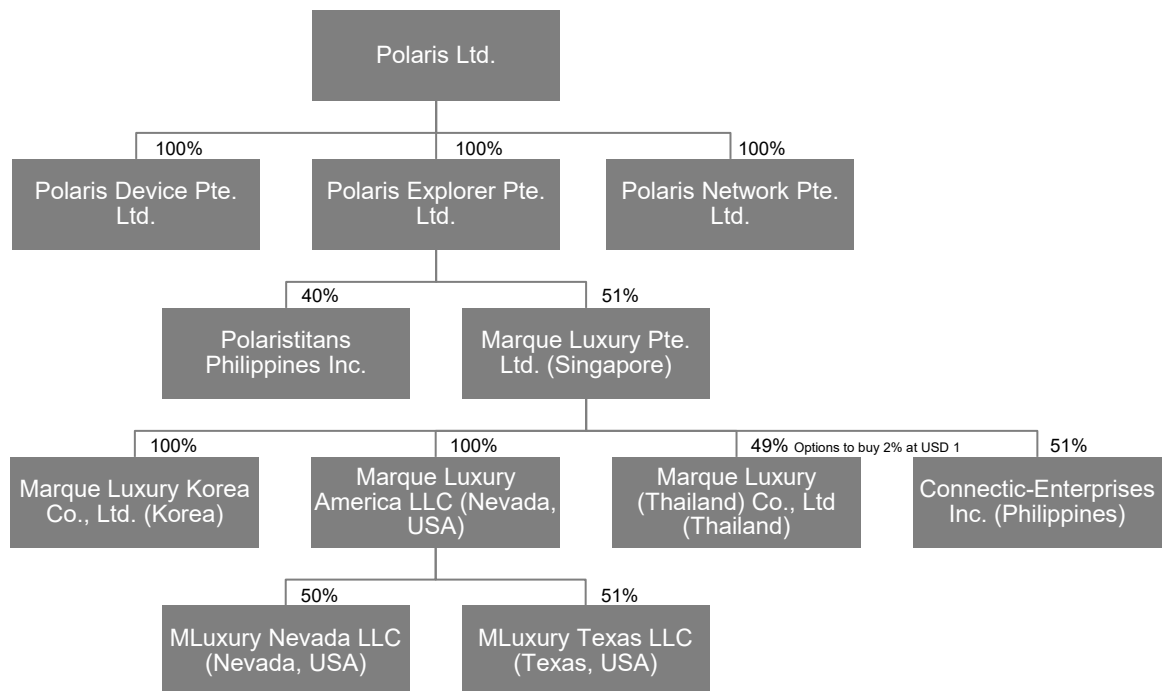 Polaris Ltd.
100%
100%
100%
Polaris Device Pte.
Ltd.
Polaris Explorer Pte.
Ltd.
Polaris Network Pte.
Ltd.
40%
51%
Polaristitans
Philippines Inc.
Marque Luxury Pte.
Ltd. (Singapore)
100%
100%
49% Options to buy 2% at USD 1
51%
Marque Luxury Korea
Co., Ltd. (Korea)
Marque Luxury
America LLC (Nevada,
USA)
Marque Luxury
(Thailand) Co., Ltd
(Thailand)
Connectic-Enterprises
Inc. (Philippines)
50%
51%
MLuxury Nevada LLC
(Nevada, USA)
MLuxury Texas LLC
(Texas, USA)